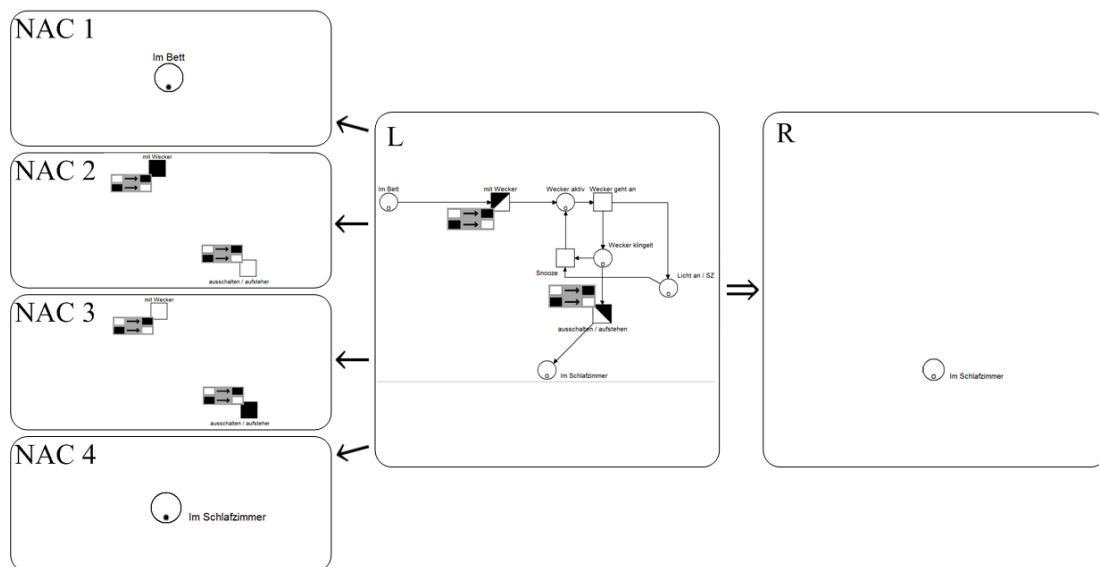 NAC 1
Im Bett
NAC 2
mit Wecker
ausschalten / aufsteher
NAC 3
mit Wecker
ausschalten / aufsteher
NAC 4
Im Schlafzimmer
L
Im Bett
mit Wecker
Wecker aktiv
Wecker geht an
Wecker klingelt
Snooze
Licht an / SZ
ausschalten / aufstehen
Im Schlafzimmer
R
Im Schlafzimmer